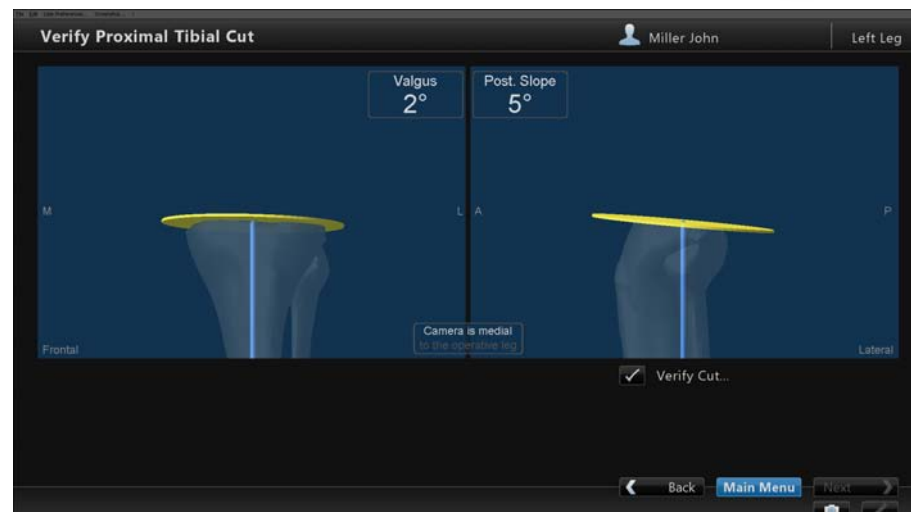 Verify Proximal Tibial Cut
Miller John
Left Leg
Valgus
2°
Post. Slope
5°
M
L
A
P
Camera is medial
to the operative leg
Frontal
Lateral
Verify Cut...
Back
Main Menu
Next